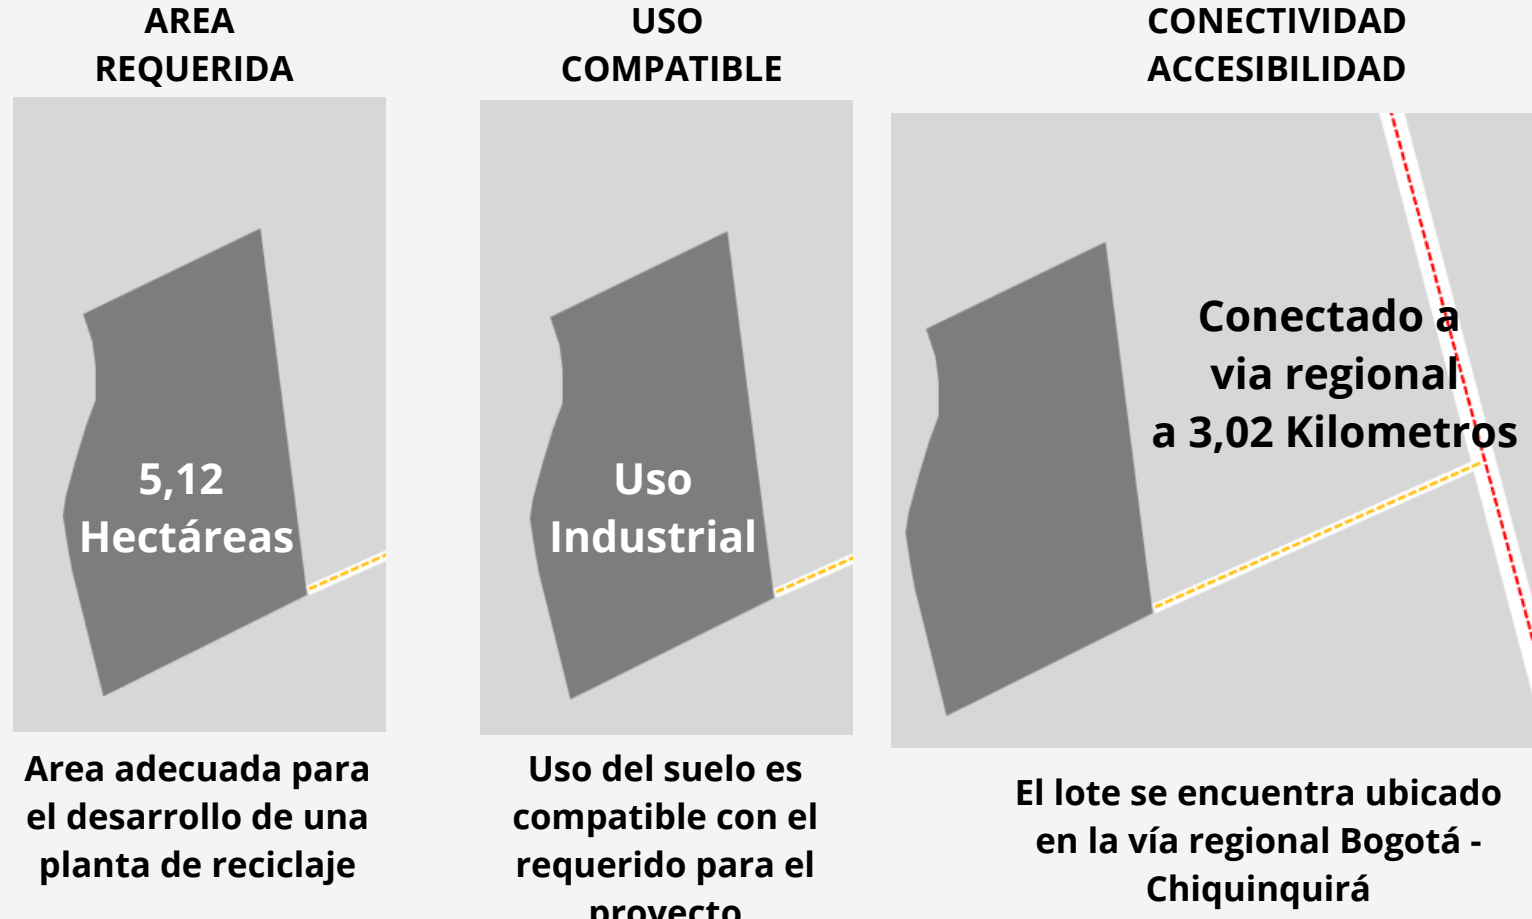 AREA
REQUERIDA
5,12
Hectáreas
Area adecuada para
el desarrollo de una
planta de reciclaje
USO
COMPATIBLE
Uso
Industrial
Uso del suelo es
compatible con el
requerido para el
proyecto
CONECTIVIDAD
ACCESIBILIDAD
Conectado a
via regional
a 3,02 Kilometros
El lote se encuentra ubicado
en la vía regional Bogotá -
Chiquinquirá